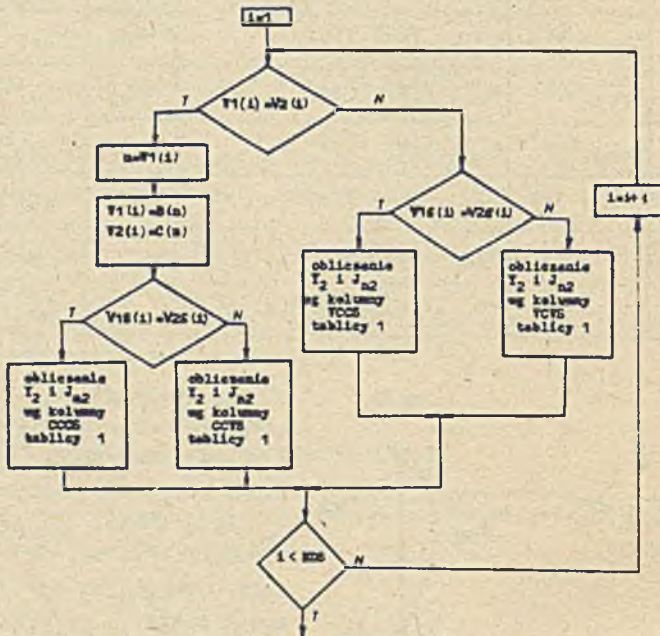 i=1
V1(i)=V2(i)
T
N
m=V1(i)
V1(i)=B(m)
V2(i)=C(m)
V1S(i)=V2S(i)
T
N
i=i+1
obliczenie
Y2 i Jn2
wg kolumny
VCCS
tablicy 1
obliczenie
Y2 i Jn2
wg kolumny
VCVS
tablicy 1
V1S(i)=V2S(i)
T
N
obliczenie
Y2 i Jn2
wg kolumny
CCCS
tablicy 1
obliczenie
Y2 i Jn2
wg kolumny
CCVS
tablicy 1
i <
N
T